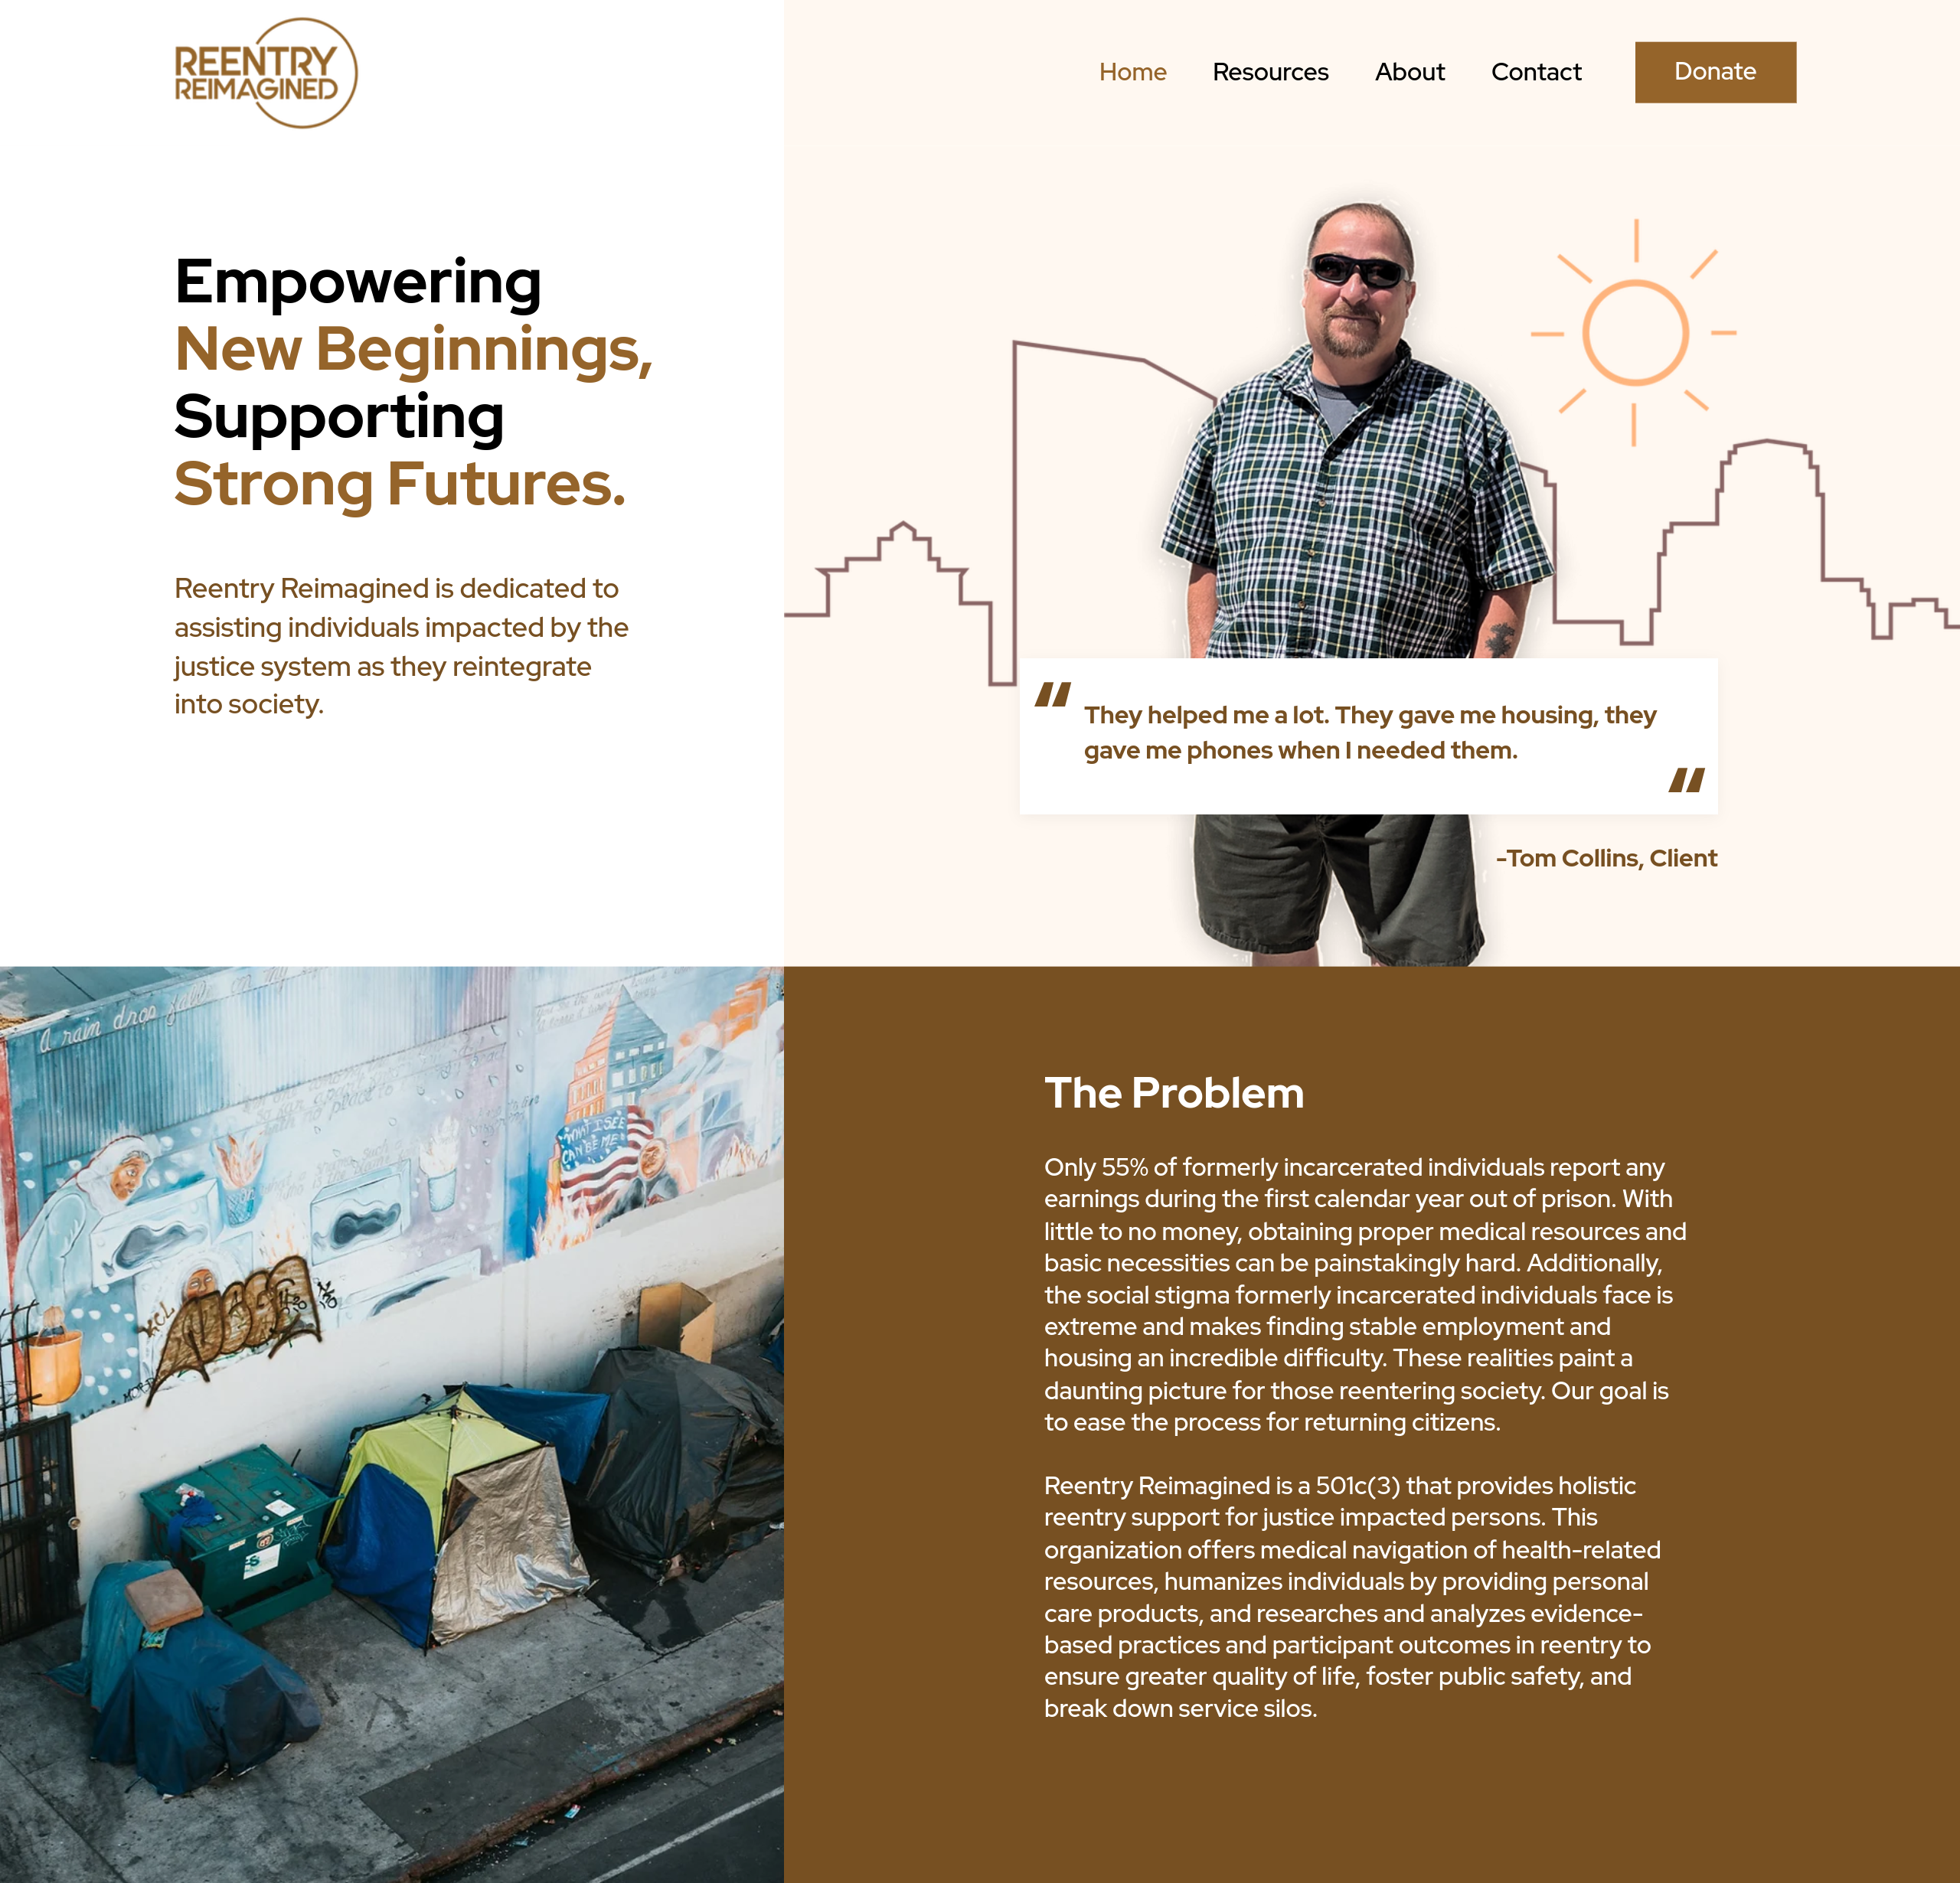 REENTRY
REIMAGINED
Home Resources About Contact Donate
Empowering
New Beginnings,
Supporting
Strong Futures.
Reentry Reimagined is dedicated to
assisting individuals impacted by the
justice system as they reintegrate
into society.
“ They helped me a lot. They gave me housing, they
gave me phones when I needed them.
“
-Tom Collins, Client
A rain drop fall on my
WHAT I SEE
CAN BE ME
KCL
The Problem
Only 55% of formerly incarcerated individuals report any
earnings during the first calendar year out of prison. With
little to no money, obtaining proper medical resources and
basic necessities can be painstakingly hard. Additionally,
the social stigma formerly incarcerated individuals face is
extreme and makes finding stable employment and
housing an incredible difficulty. These realities paint a
daunting picture for those reentering society. Our goal is
to ease the process for returning citizens.
Reentry Reimagined is a 501c(3) that provides holistic
reentry support for justice impacted persons. This
organization offers medical navigation of health-related
resources, humanizes individuals by providing personal
care products, and researches and analyzes evidence-
based practices and participant outcomes in reentry to
ensure greater quality of life, foster public safety, and
break down service silos.